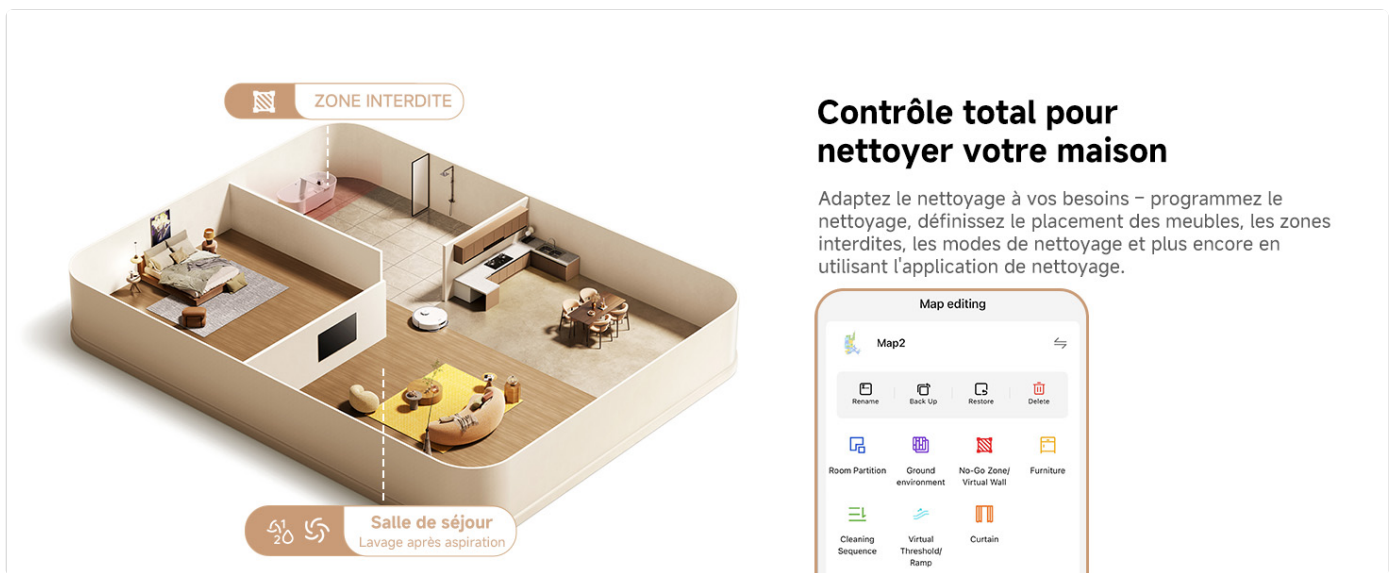 ZONE INTERDITE
Salle de séjour
Lavage après aspiration
Contrôle total pour
nettoyer votre maison
Adaptez le nettoyage à vos besoins – programmez le
nettoyage, définissez le placement des meubles, les zones
interdites, les modes de nettoyage et plus encore en
utilisant l'application de nettoyage.
Map editing
Map2
Rename
Back Up
Restore
Delete
Room Partition
Ground
environment
No-Go Zone/
Virtual Wall
Furniture
Cleaning
Sequence
Virtual
Threshold/
Ramp
Curtain